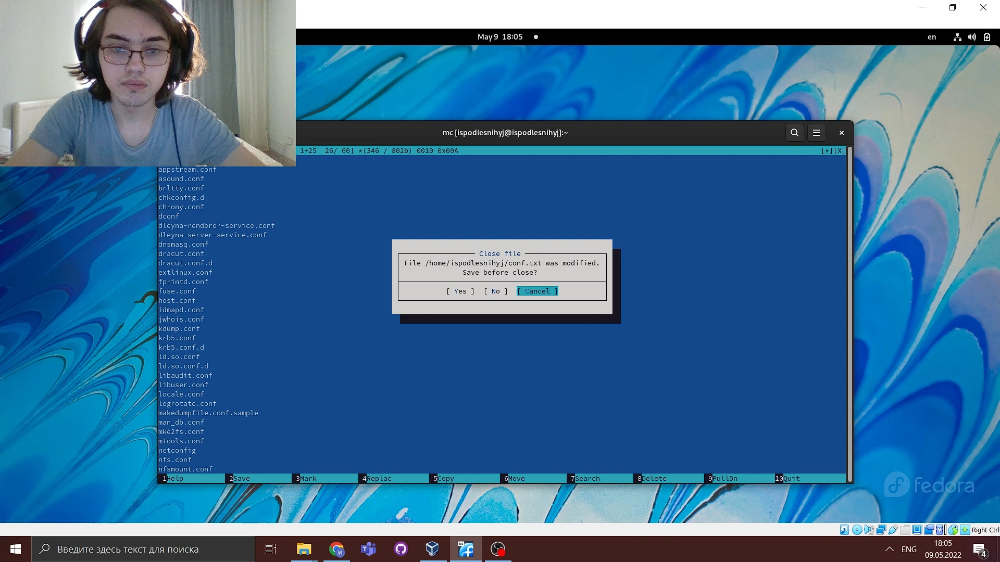 May 9 18:05
en
mc [ispodlesnihyj@ispodlesnihyj]:~
1+25 26/ 60] *(346 / 802b) 0010 0x00A
[*][X]
appstream.conf
asound.conf
brltty.conf
chkconfig.d
chrony.conf
dconf
dleyna-renderer-service.conf
dleyna-server-service.conf
dnsmasq.conf
dracut.conf
dracut.conf.d
extlinux.conf
fprintd.conf
fuse.conf
host.conf
idmapd.conf
jwhois.conf
kdump.conf
krb5.conf
krb5.conf.d
ld.so.conf
ld.so.conf.d
libaudit.conf
libuser.conf
locale.conf
logrotate.conf
makedumpfile.conf.sample
man_db.conf
mke2fs.conf
mtools.conf
netconfig
nfs.conf
nfsmount.conf
Close file
File /home/ispodlesnihyj/conf.txt was modified.
Save before close?
[ Yes ] [ No ] [ Cancel ]
1Help 2Save 3Mark 4Replac 5Copy 6Move 7Search 8Delete 9PullDn 10Quit
fedora
Right Ctrl
Введите здесь текст для поиска
64
ENG
18:05
09.05.2022
4